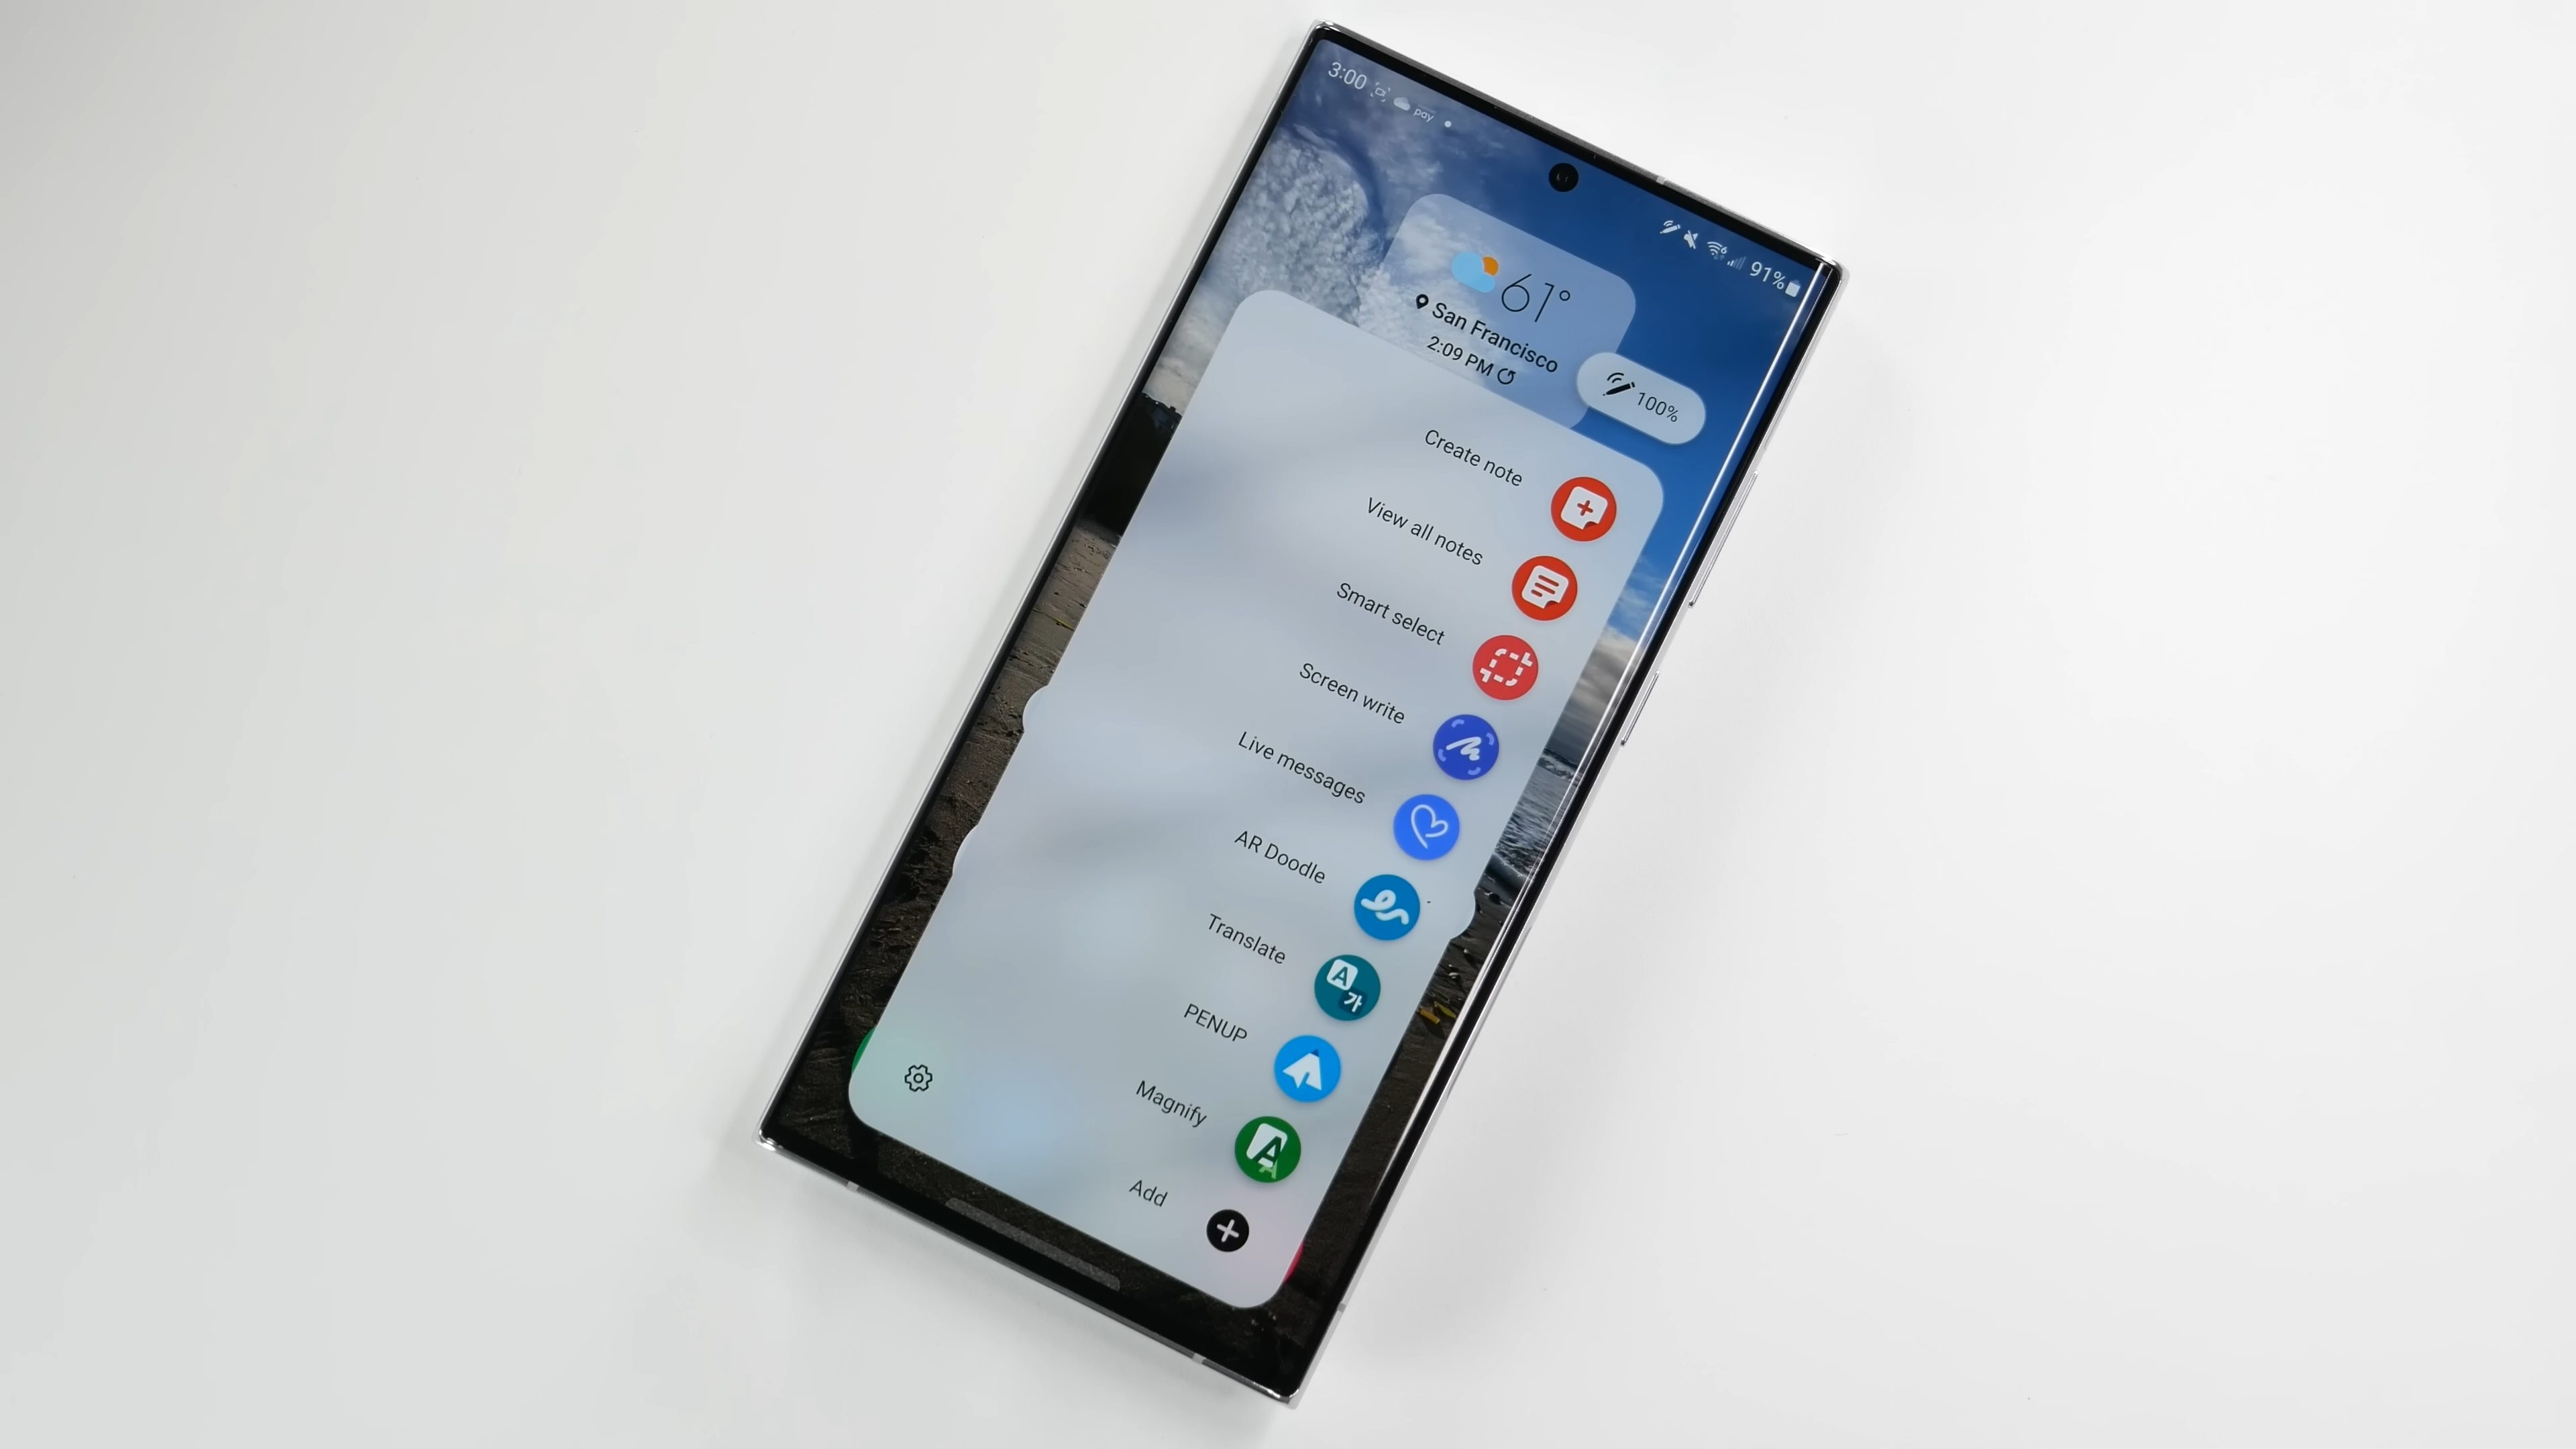 3:00
pay
91%
61°
San Francisco
2:09 PM
100%
Create note
View all notes
Smart select
Screen write
Live messages
AR Doodle
Translate
A
가
PENUP
Magnify
A
Add